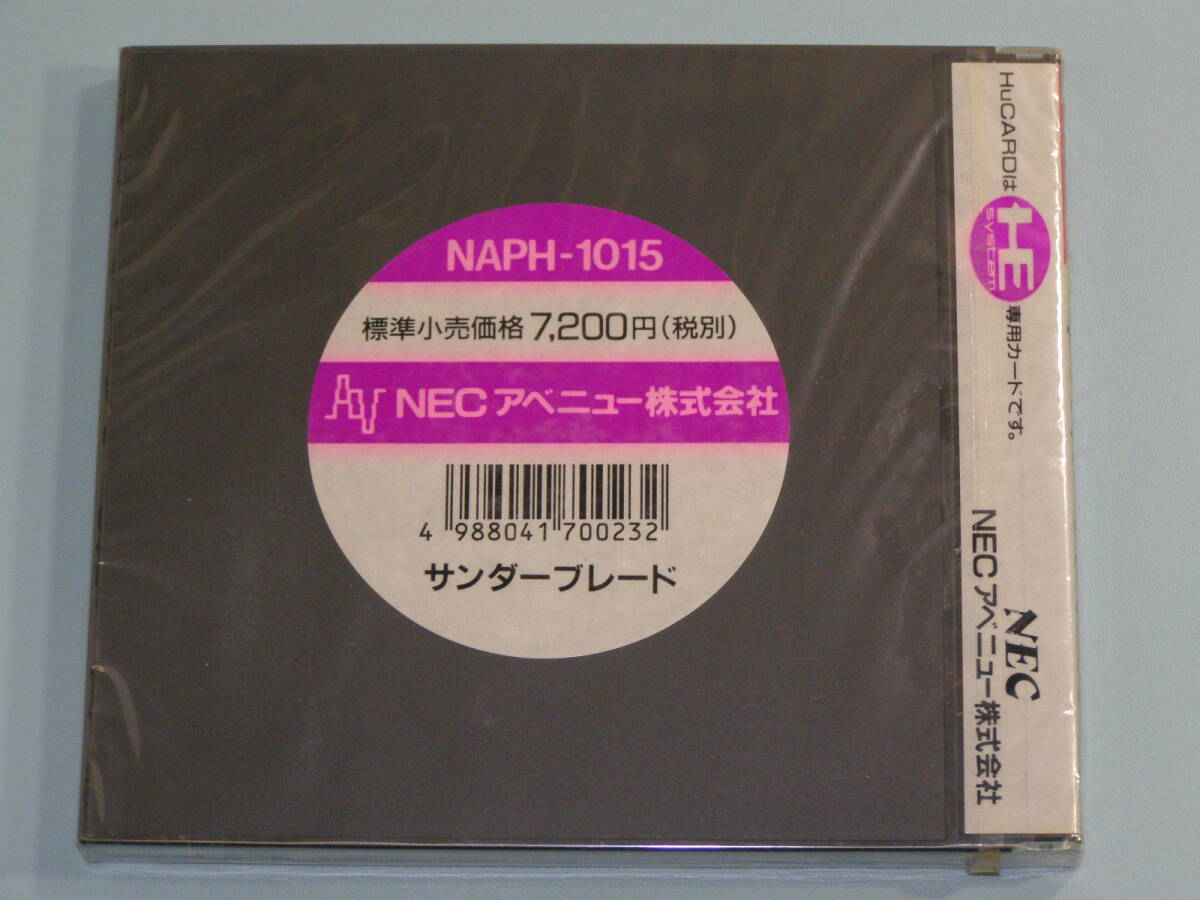 NAPH-1015
標準小売価格 7,200円(税別)
NECアベニュー株式会社
4 988041 700232
サンダーブレード
HuCARDは HE system 専用カードです。
NEC
NECアベニュー株式会社